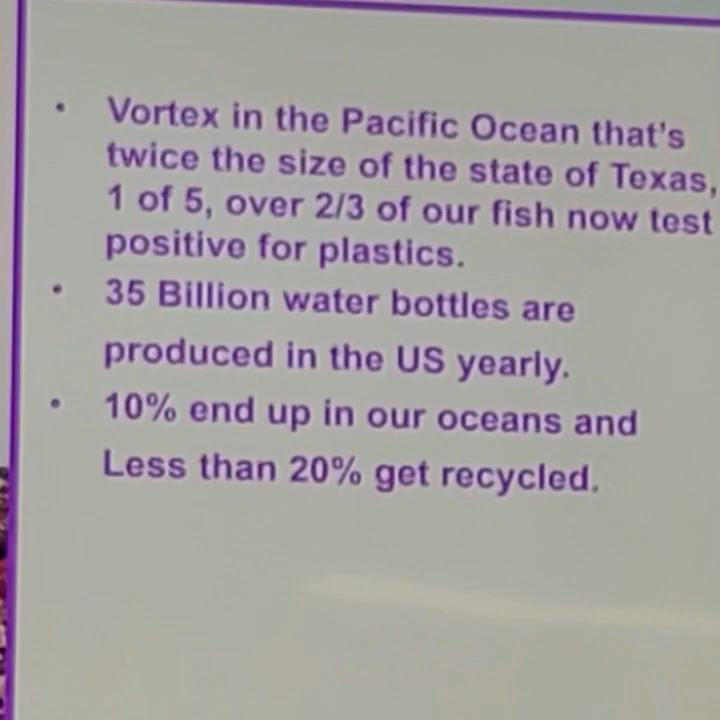 • Vortex in the Pacific Ocean that's
twice the size of the state of Texas,
1 of 5, over 2/3 of our fish now test
positive for plastics.
• 35 Billion water bottles are
produced in the US yearly.
• 10% end up in our oceans and
Less than 20% get recycled.